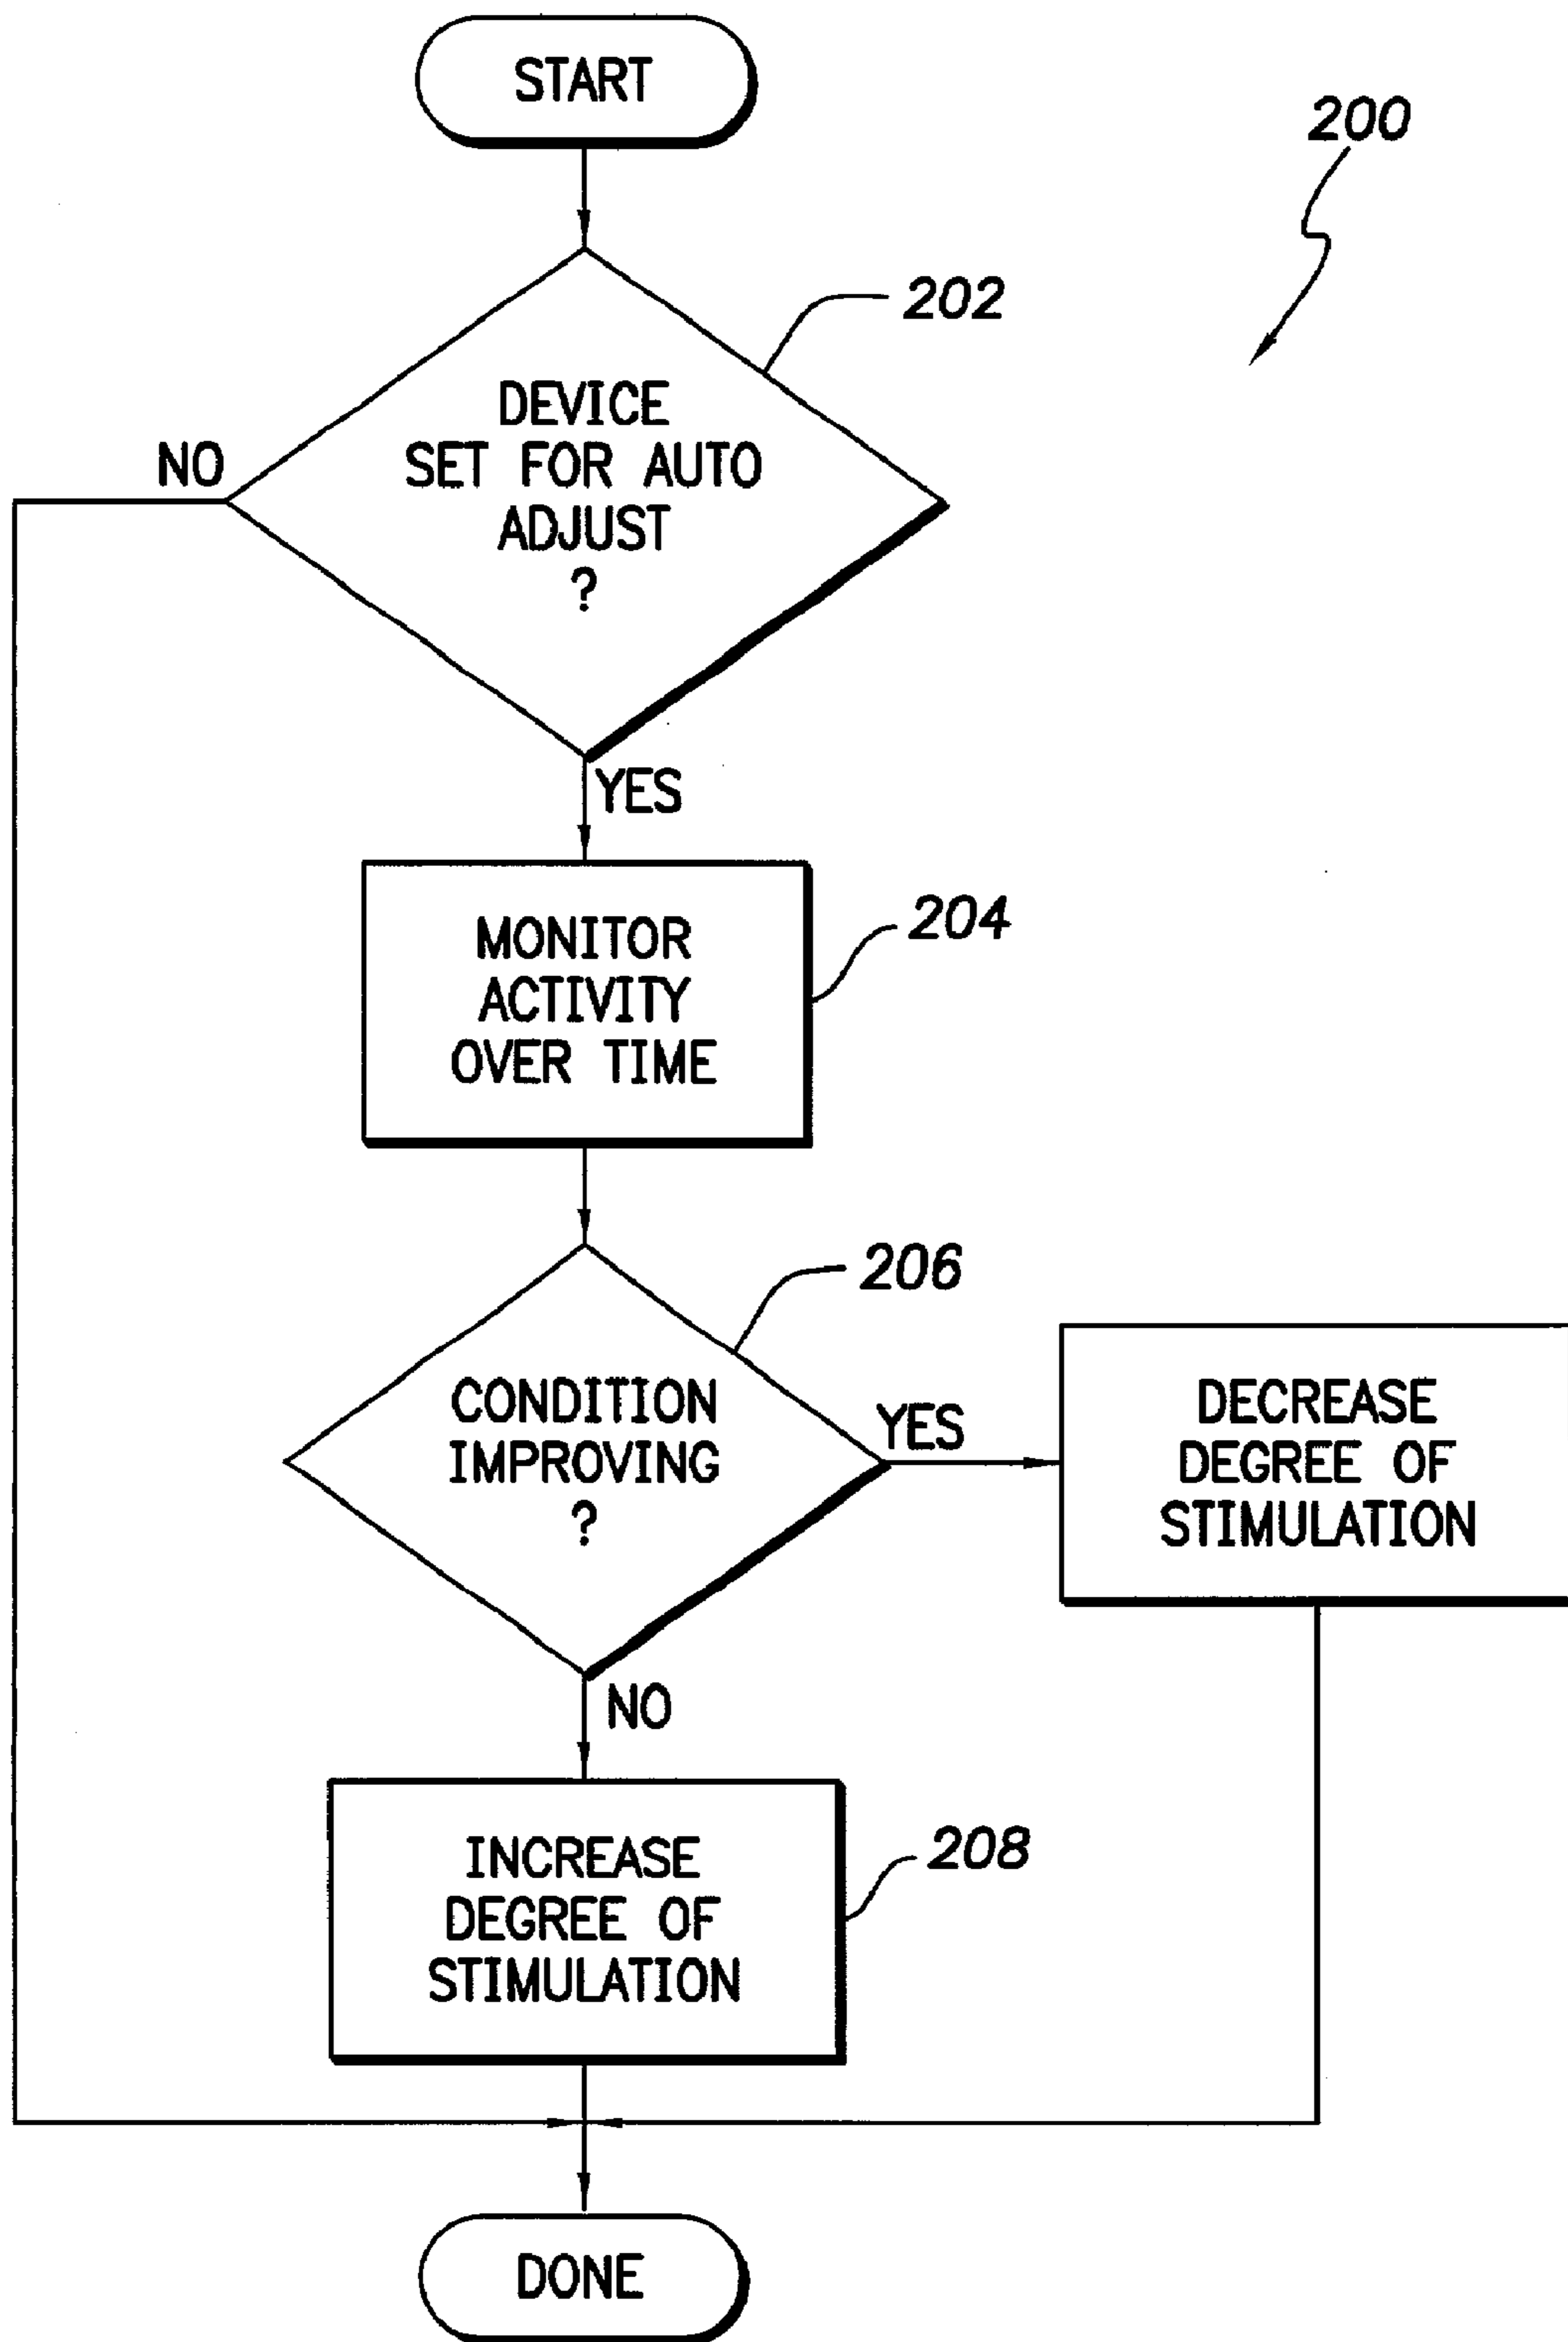 START
200
202
DEVICE
SET FOR AUTO
ADJUST
?
NO
YES
204
MONITOR
ACTIVITY
OVER TIME
206
CONDITION
IMPROVING
?
YES
DECREASE
DEGREE OF
STIMULATION
NO
208
INCREASE
DEGREE OF
STIMULATION
DONE